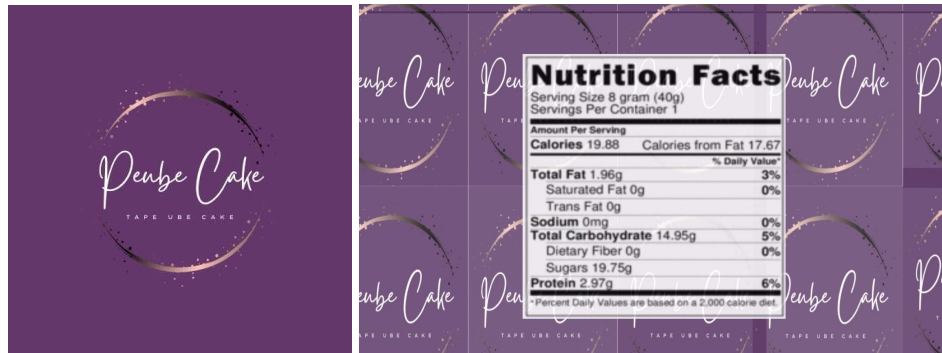 Peube Cake
TAPE UBE CAKE
Nutrition Facts
Serving Size 8 gram (40g)
Servings Per Container 1
Amount Per Serving
Calories 19.88 Calories from Fat 17.67
% Daily Value*
Total Fat 1.96g 3%
Saturated Fat 0g 0%
Trans Fat 0g
Sodium 0mg 0%
Total Carbohydrate 14.95g 5%
Dietary Fiber 0g 0%
Sugars 19.75g
Protein 2.97g 6%
*Percent Daily Values are based on a 2,000 calorie diet.